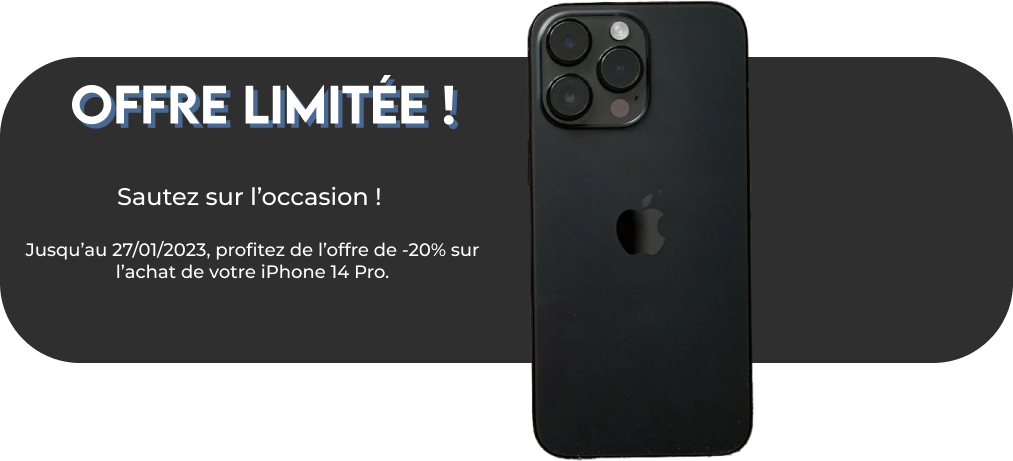 OFFRE LIMITÉE !
Sautez sur l’occasion !
Jusqu’au 27/01/2023, profitez de l’offre de -20% sur
l’achat de votre iPhone 14 Pro.